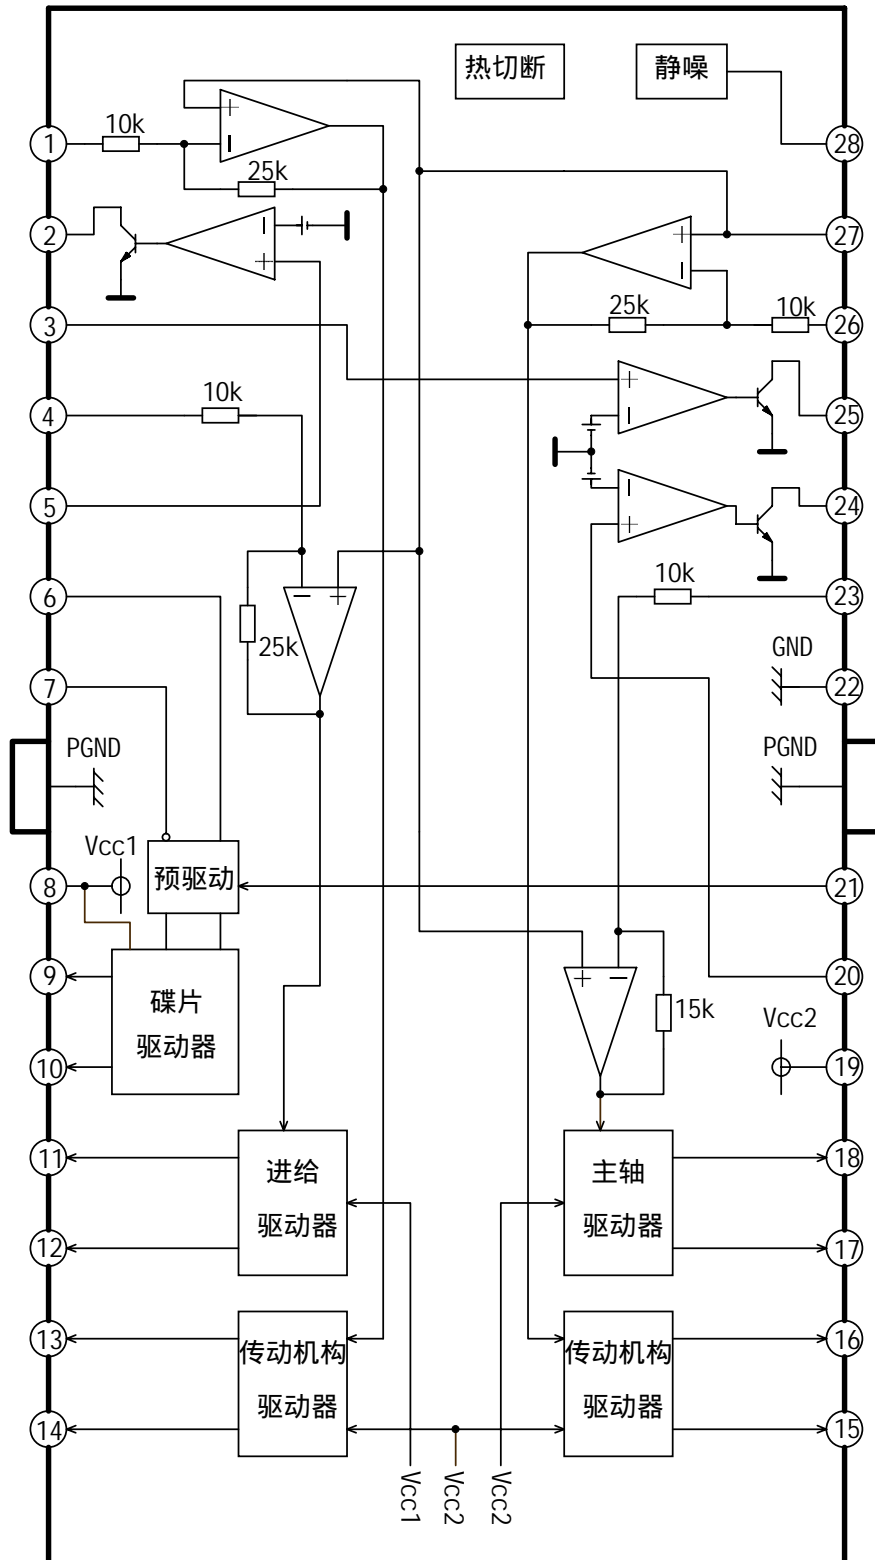 热切断
静噪
10k
1
28
25k
2
27
3
25k
10k
26
10k
4
25
5
24
6
10k
23
25k
GND
7
22
PGND
PGND
Vcc1
8
预驱动
21
9
碟片
驱动器
20
15k
Vcc2
10
19
11
进给
驱动器
主轴
驱动器
18
12
17
13
传动机构
驱动器
传动机构
驱动器
16
14
15
Vcc1
Vcc2
Vcc2